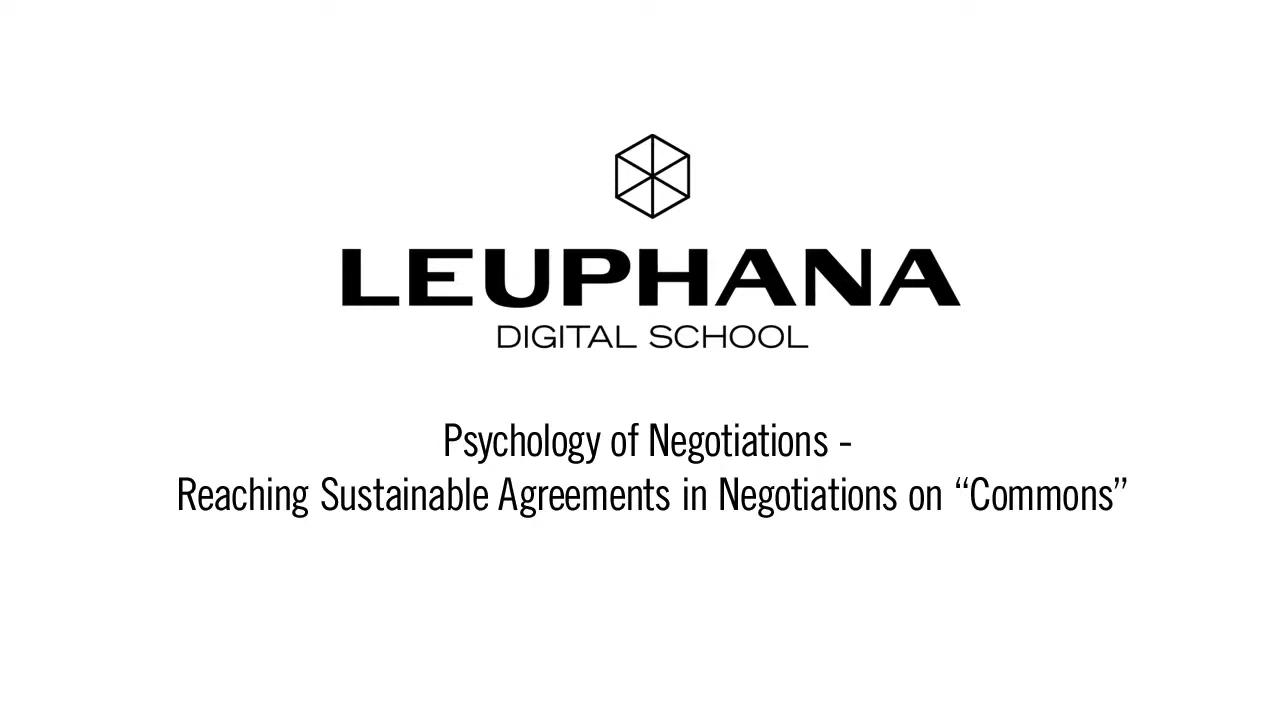 LEUPHANA
DIGITAL SCHOOL
Psychology of Negotiations -
Reaching Sustainable Agreements in Negotiations on “Commons”